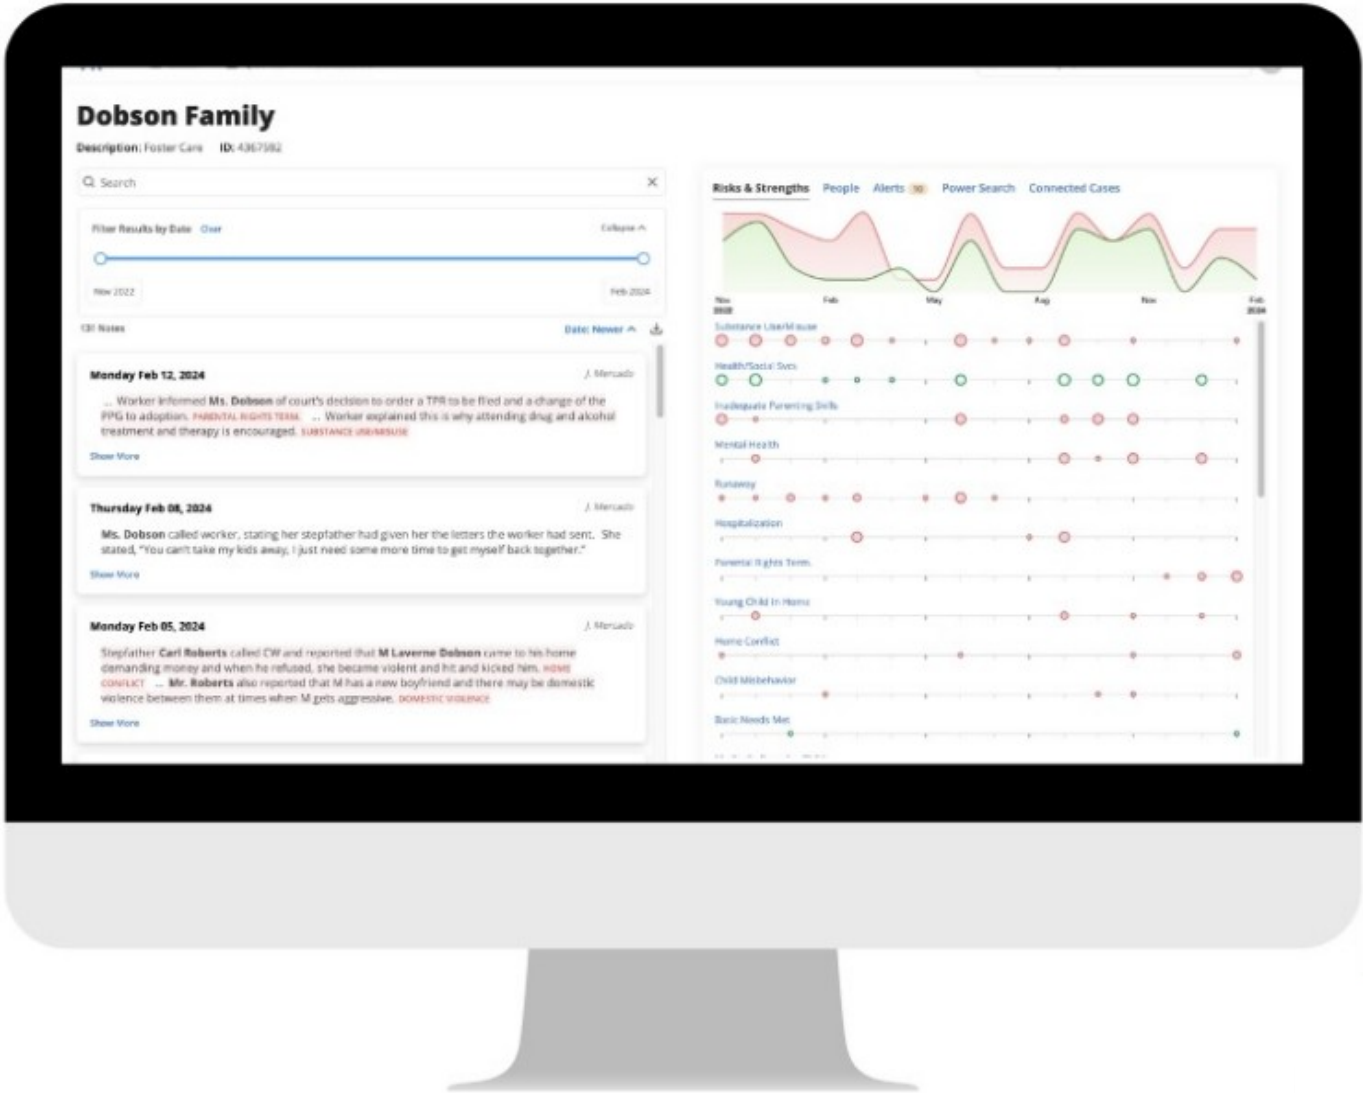 Dobson Family
Description: Foster Care ID: 4367592
Search
Filter Results by Date Clear
Collapse
Nov 2022
Feb 2024
131 Notes
Date: Newer
Monday Feb 12, 2024
J. Mercado
... Worker informed Ms. Dobson of court's decision to order a TPR to be filed and a change of the
PPG to adoption. PARENTAL RIGHTS TERM. ... Worker explained this is why attending drug and alcohol
treatment and therapy is encouraged. SUBSTANCE USE/MISUSE
Show More
Thursday Feb 08, 2024
J. Mercado
Ms. Dobson called worker, stating her stepfather had given her the letters the worker had sent. She
stated, "You can't take my kids away, I just need some more time to get myself back together."
Show More
Monday Feb 05, 2024
J. Mercado
Stepfather Carl Roberts called CW and reported that M Laverne Dobson came to his home
demanding money and when he refused, she became violent and hit and kicked him. HOME
CONFLICT ... Mr. Roberts also reported that M has a new boyfriend and there may be domestic
violence between them at times when M gets aggressive. DOMESTIC VIOLENCE
Show More
Risks & Strengths People Alerts 10 Power Search Connected Cases
Nov Feb May Aug Nov Feb
2022 2024
Substance Use/Misuse
Health/Social Svcs
Inadequate Parenting Skills
Mental Health
Runaway
Hospitalization
Parental Rights Term.
Young Child in Home
Home Conflict
Child Misbehavior
Basic Needs Met